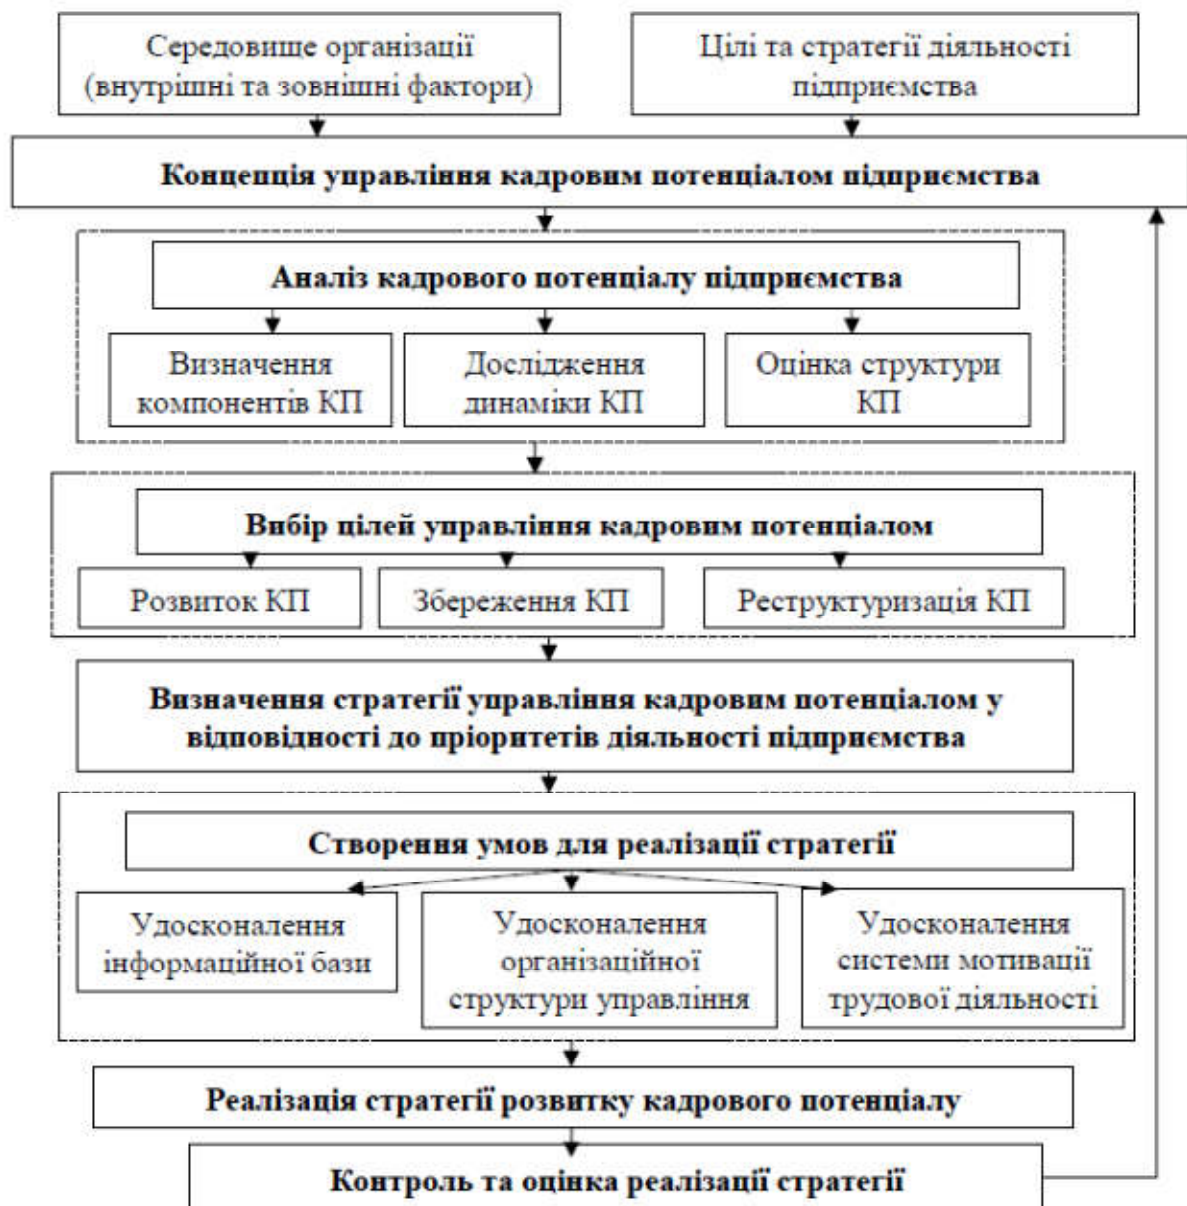 Середовище організації
(внутрішні та зовнішні фактори)
Цілі та стратегії діяльності
підприємства
Концепція управління кадровим потенціалом підприємства
Аналіз кадрового потенціалу підприємства
Визначення
компонентів КП
Дослідження
динаміки КП
Оцінка структури
КП
Вибір цілей управління кадровим потенціалом
Розвиток КП
Збереження КП
Реструктуризація КП
Визначення стратегії управління кадровим потенціалом у
відповідності до пріоритетів діяльності підприємства
Створення умов для реалізації стратегії
Удосконалення
інформаційної бази
Удосконалення
організаційної
структури управління
Удосконалення
системи мотивації
трудової діяльності
Реалізація стратегії розвитку кадрового потенціалу
Контроль та оцінка реалізації стратегії